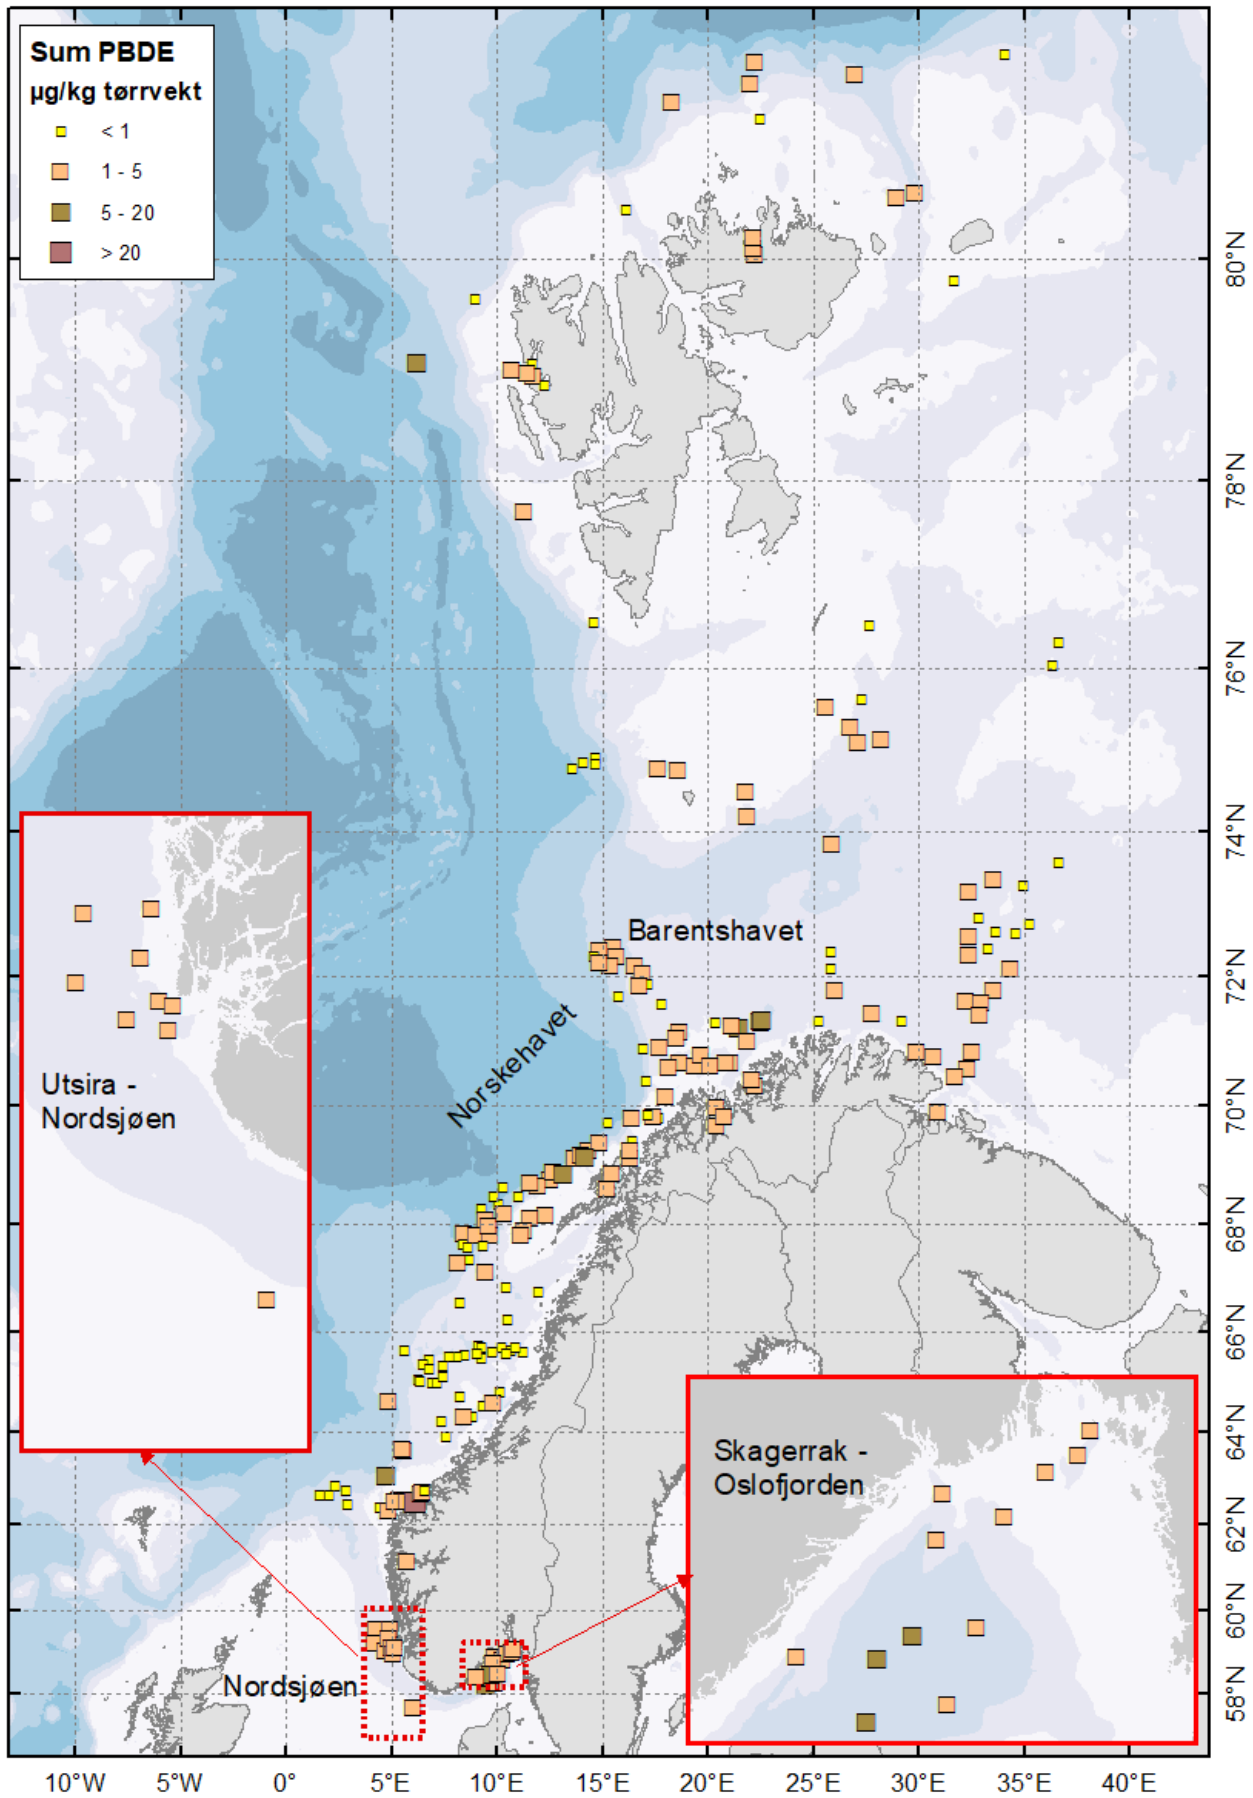 Sum PBDE
µg/kg tørrvekt
< 1
1 - 5
5 - 20
> 20
80°N
78°N
76°N
74°N
Barentshavet
72°N
Norskehavet
Utsira -
Nordsjøen
70°N
68°N
66°N
64°N
Skagerrak -
Oslofjorden
62°N
60°N
Nordsjøen
58°N
10°W
5°W
0°
5°E
10°E
15°E
20°E
25°E
30°E
35°E
40°E